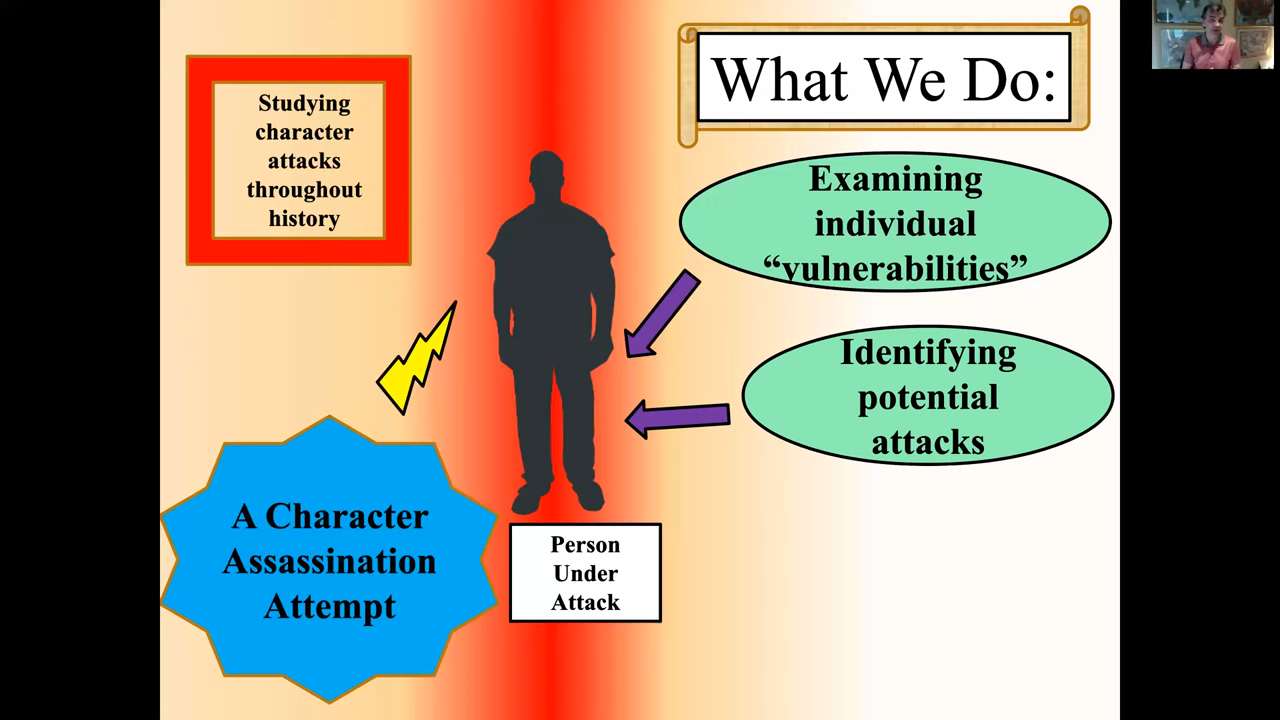 Studying
character
attacks
throughout
history
What We Do:
Examining
individual
“vulnerabilities”
Identifying
potential
attacks
A Character
Assassination
Attempt
Person
Under
Attack